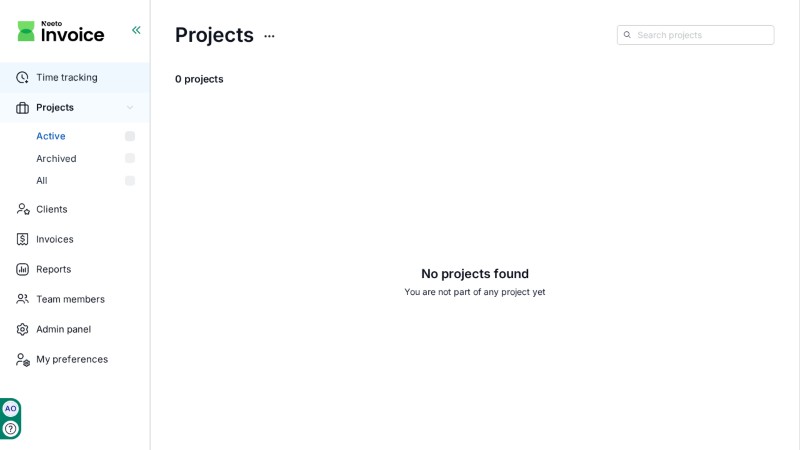 Neeto
Invoice
Time tracking
Projects
Active
Archived
All
Clients
Invoices
Reports
Team members
Admin panel
My preferences
AO
?
Projects ...
Search projects
0 projects
No projects found
You are not part of any project yet